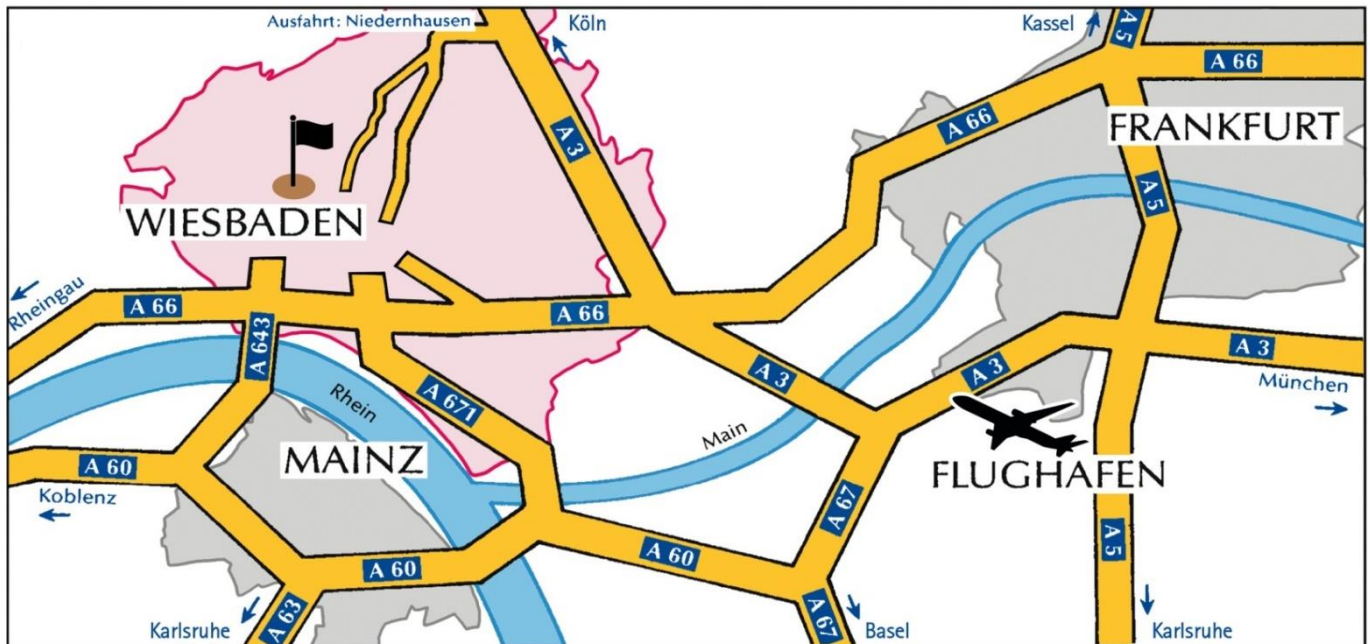 Ausfahrt: Niedernhausen
Köln
Kassel
A 5
A 66
A 66
FRANKFURT
A 3
WIESBADEN
A 5
Rheingau
A 66
A 66
A 643
A 3
A 3
A 3
München
Rhein
A 671
Main
MAINZ
A 60
Koblenz
FLUGHAFEN
A 67
A 5
A 60
A 60
Karlsruhe
A 63
A 67
Basel
Karlsruhe